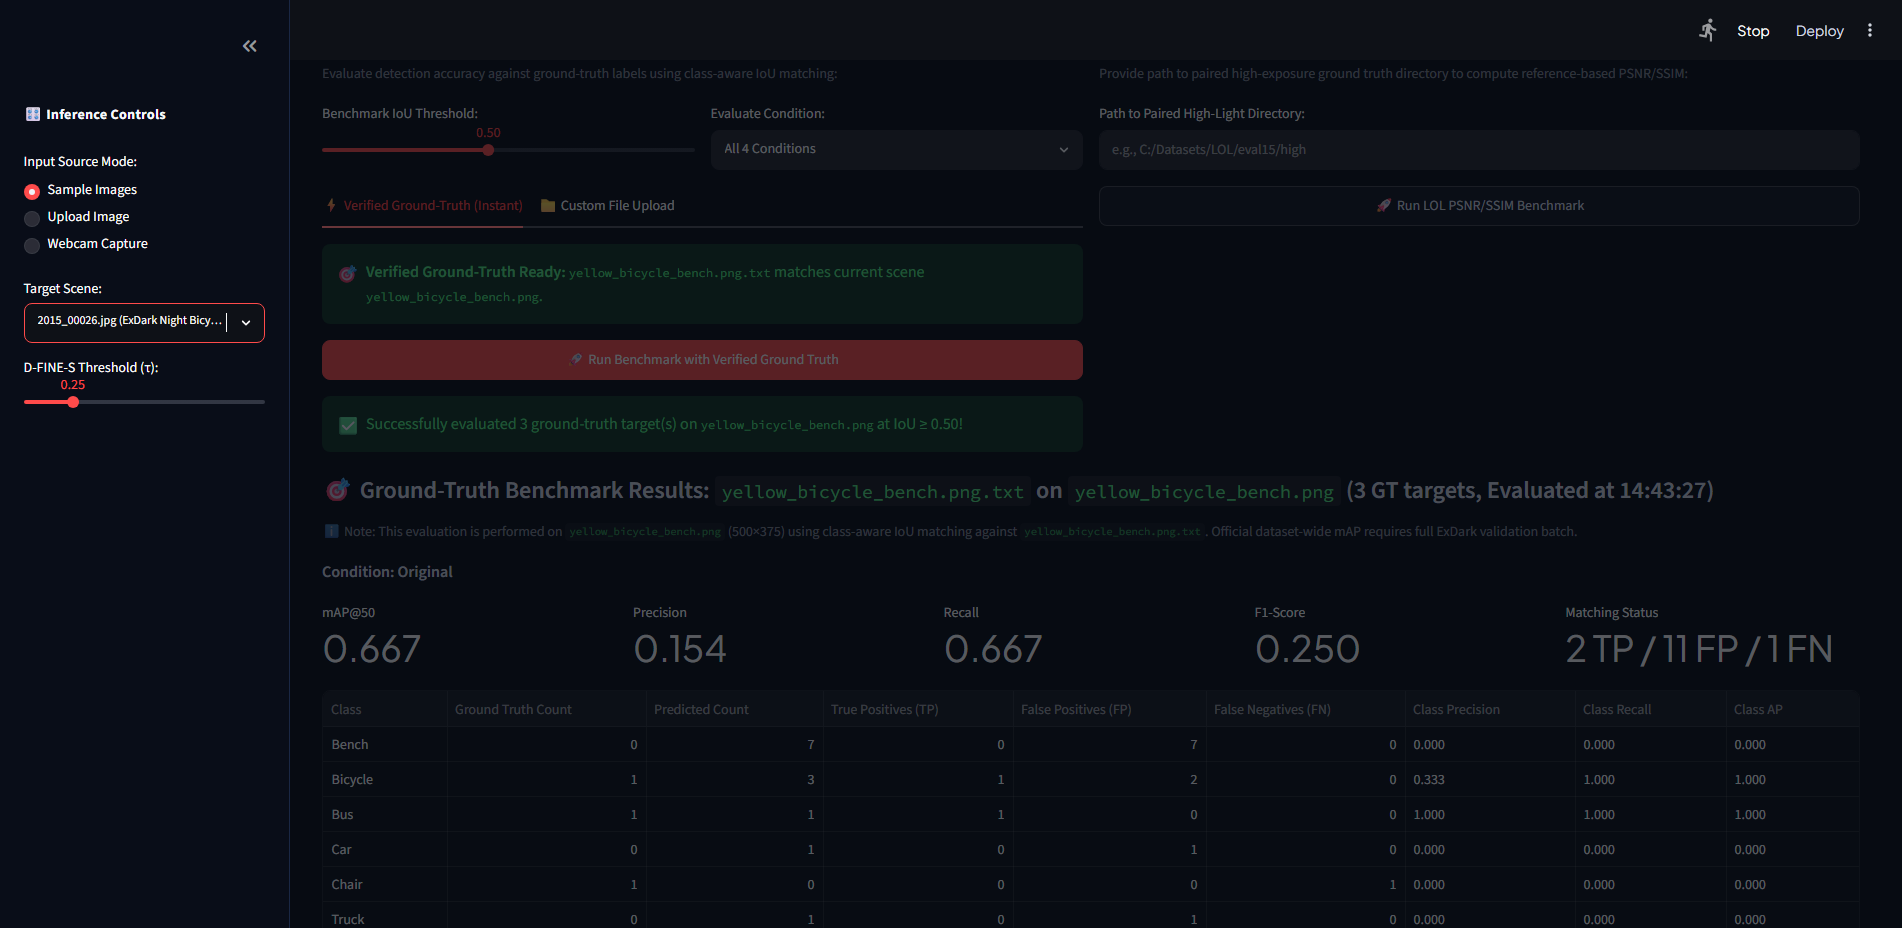 Stop
Deploy
Inference Controls
Input Source Mode:
Sample Images
Upload Image
Webcam Capture
Target Scene:
2015_00026.jpg (ExDark Night Bicy...
D-FINE-S Threshold (τ):
0.25
Evaluate detection accuracy against ground-truth labels using class-aware IoU matching:
Benchmark IoU Threshold:
0.50
Evaluate Condition:
All 4 Conditions
Verified Ground-Truth (Instant)
Custom File Upload
Verified Ground-Truth Ready: yellow_bicycle_bench.png.txt matches current scene
yellow_bicycle_bench.png.
Run Benchmark with Verified Ground Truth
Successfully evaluated 3 ground-truth target(s) on yellow_bicycle_bench.png at IoU ≥ 0.50!
Provide path to paired high-exposure ground truth directory to compute reference-based PSNR/SSIM:
Path to Paired High-Light Directory:
e.g., C:/Datasets/LOL/eval15/high
Run LOL PSNR/SSIM Benchmark
Ground-Truth Benchmark Results: yellow_bicycle_bench.png.txt on yellow_bicycle_bench.png (3 GT targets, Evaluated at 14:43:27)
Note: This evaluation is performed on yellow_bicycle_bench.png (500×375) using class-aware IoU matching against yellow_bicycle_bench.png.txt . Official dataset-wide mAP requires full ExDark validation batch.
Condition: Original
mAP@50 Precision Recall F1-Score Matching Status
0.667 0.154 0.667 0.250 2 TP / 11 FP / 1 FN
Class Ground Truth Count Predicted Count True Positives (TP) False Positives (FP) False Negatives (FN) Class Precision Class Recall Class AP
Bench 0 7 0 7 0 0.000 0.000 0.000
Bicycle 1 3 1 2 0 0.333 1.000 1.000
Bus 1 1 1 0 0 1.000 1.000 1.000
Car 0 1 0 1 0 0.000 0.000 0.000
Chair 1 0 0 0 1 0.000 0.000 0.000
Truck 0 1 0 1 0 0.000 0.000 0.000